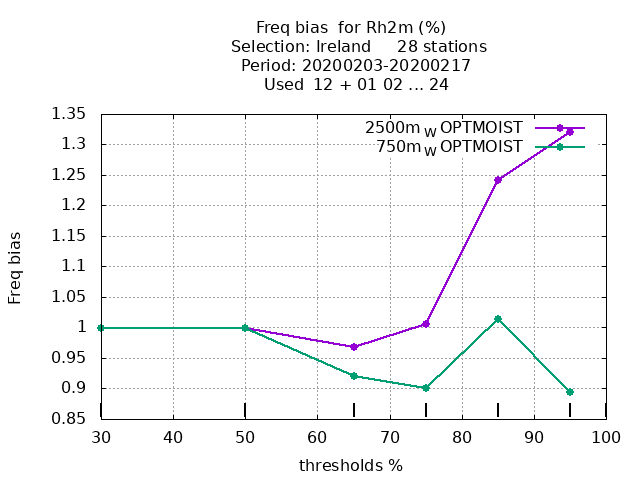 Freq bias for Rh2m (%)
Selection: Ireland 28 stations
Period: 20200203-20200217
Used 12 + 01 02 ... 24
2500m W OPTMOIST
750m W OPTMOIST
1.35
1.3
1.25
1.2
1.15
1.1
1.05
1
0.95
0.9
0.85
Freq bias
30 40 50 60 70 80 90 100
thresholds %